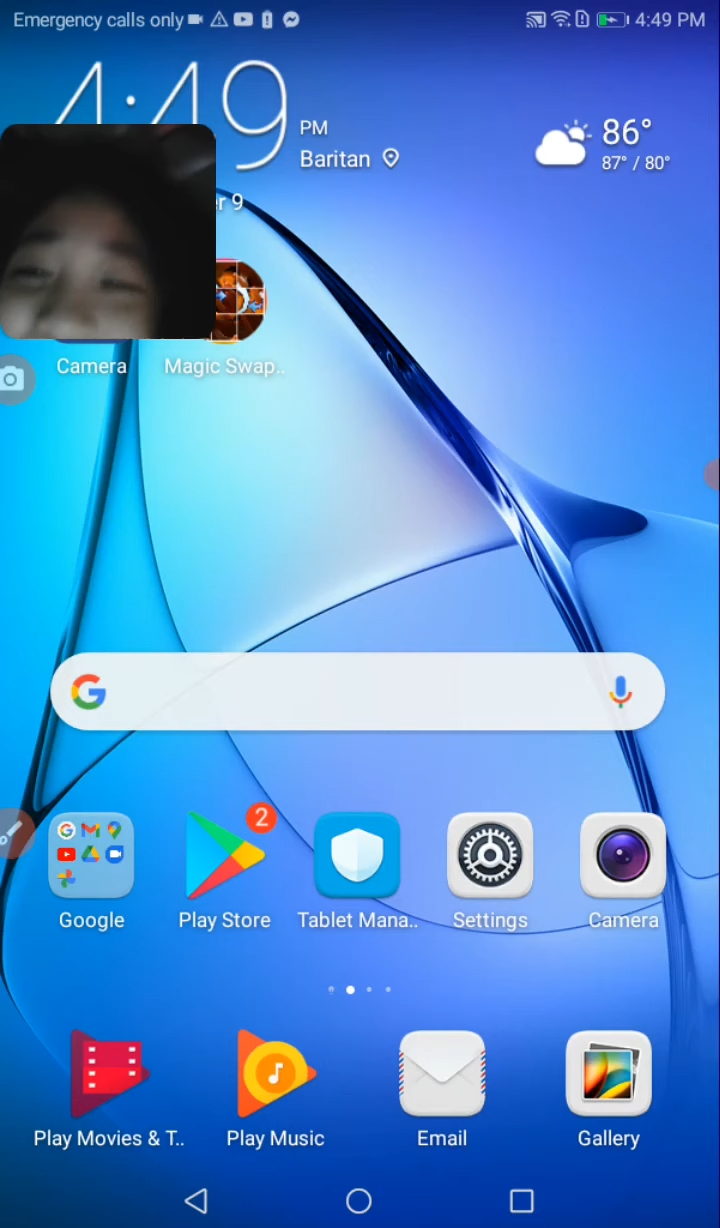 Emergency calls only 4:49 PM
4:49 PM
Baritan
86°
87° / 80°
er 9
Camera Magic Swap..
G
2
Google Play Store Tablet Mana.. Settings Camera
Play Movies & T.. Play Music Email Gallery